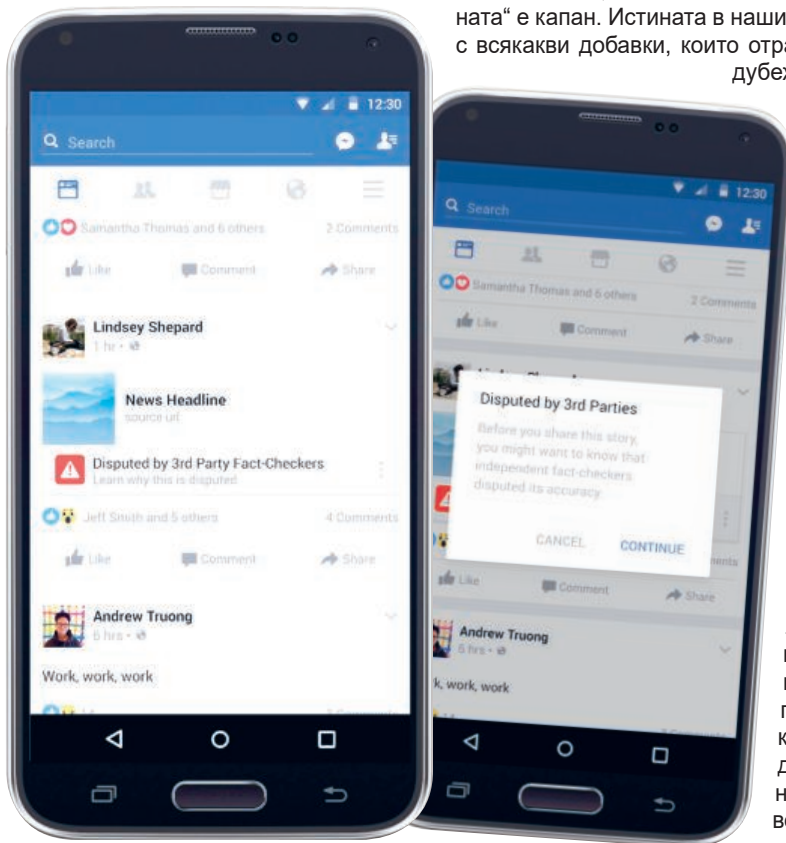 ната“ е капан. Истината в наши
с всякакви добавки, които отра
дубеж
12:30
Search
Samantha Thomas and 6 others 2 Comments
Like Comment Share
Lindsey Shepard
1 hr
News Headline
source url
Disputed by 3rd Party Fact-Checkers
Learn why this is disputed
Jeff Smith and 5 others 4 Comments
Like Comment Share
Andrew Truong
6 hrs
Work, work, work
12:30
Search
Samantha Thomas and 6 others 2 Comments
Like Comment Share
Disputed by 3rd Parties
Before you share this story,
you might want to know that
independent fact-checkers
disputed its accuracy.
CANCEL CONTINUE
Like Comment Share
Andrew Truong
6 hrs
k, work, work